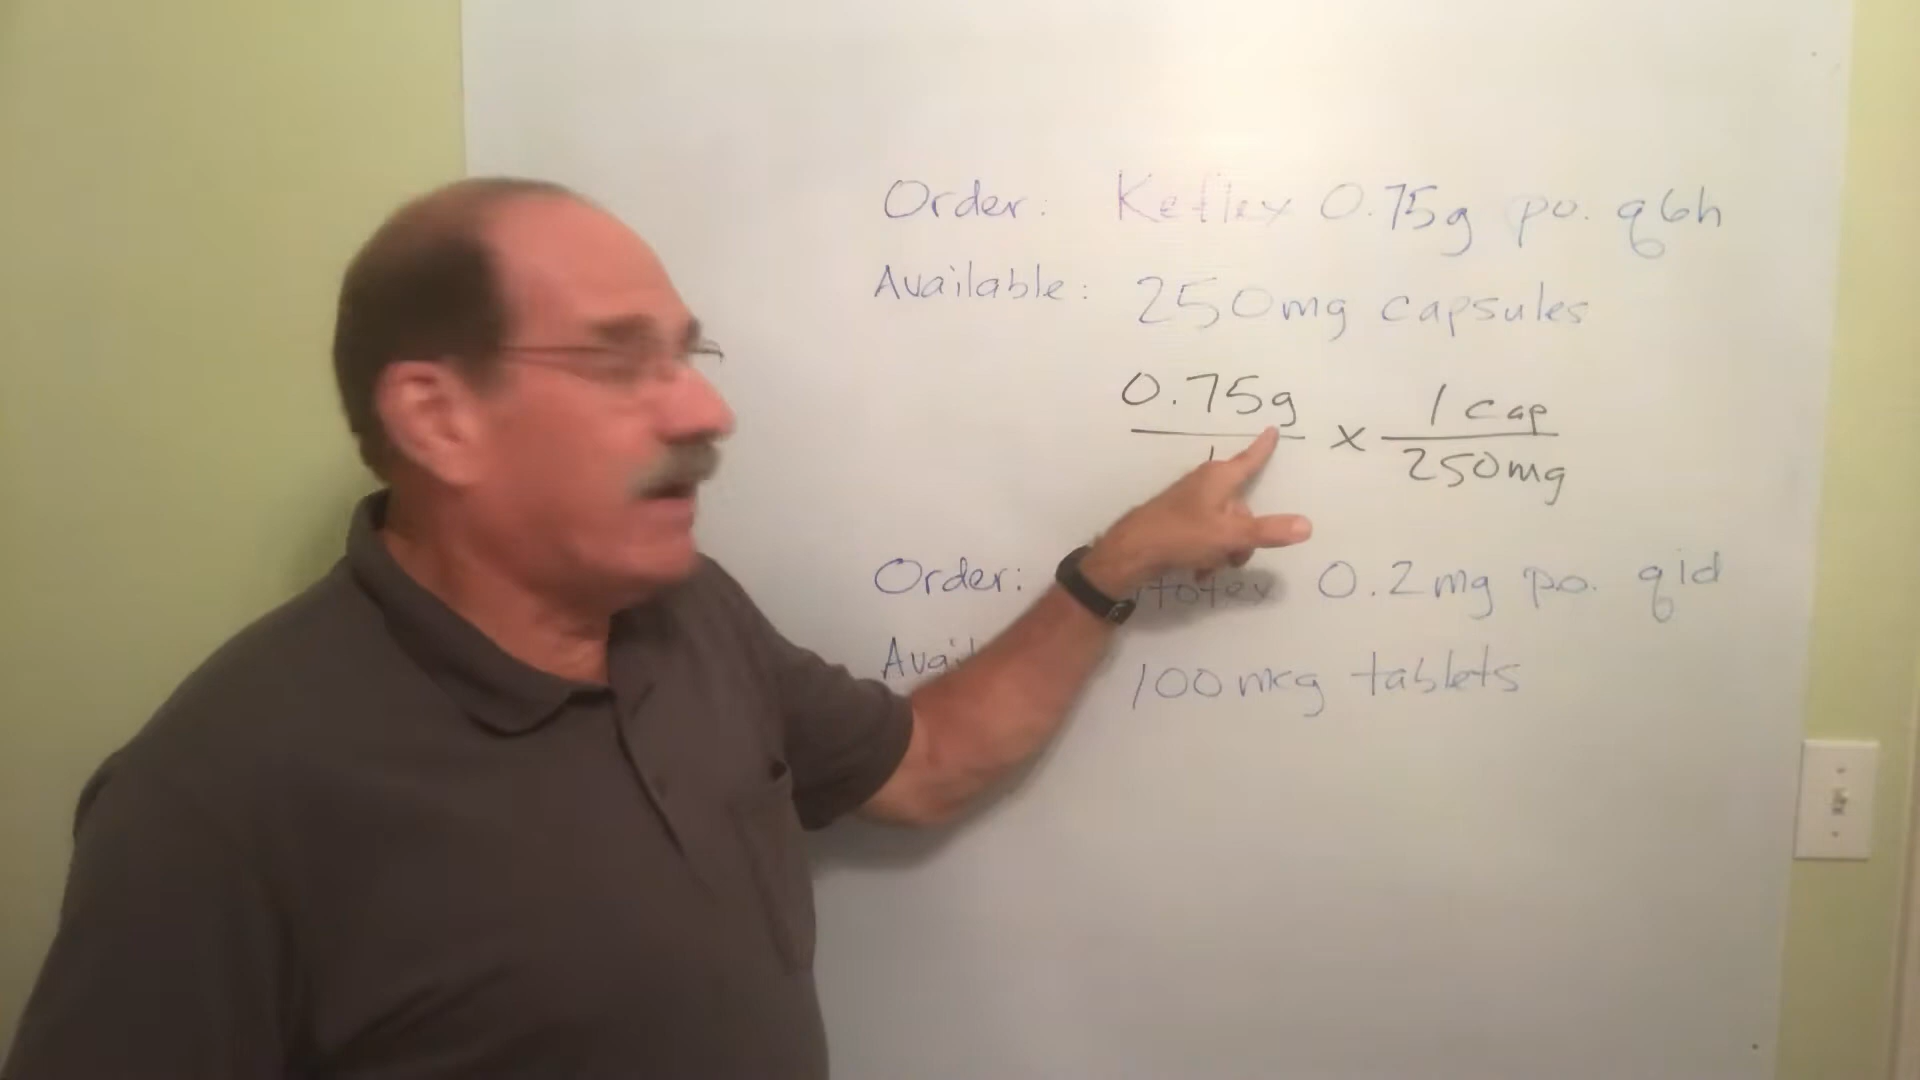 Order: Keflex 0.75g po. q6h
Available: 250mg capsules
0.75g / 1 x 1 cap / 250mg
Order: 0.2mg po. qid
100mcg tablets